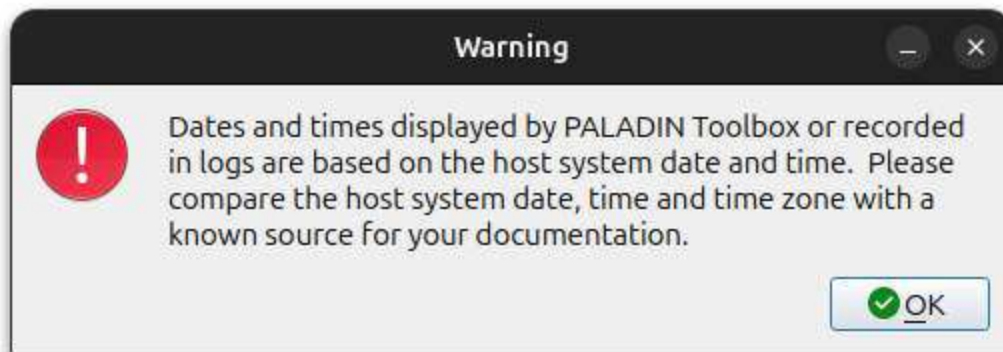 Warning
Dates and times displayed by PALADIN Toolbox or recorded
in logs are based on the host system date and time.  Please
compare the host system date, time and time zone with a
known source for your documentation.
OK